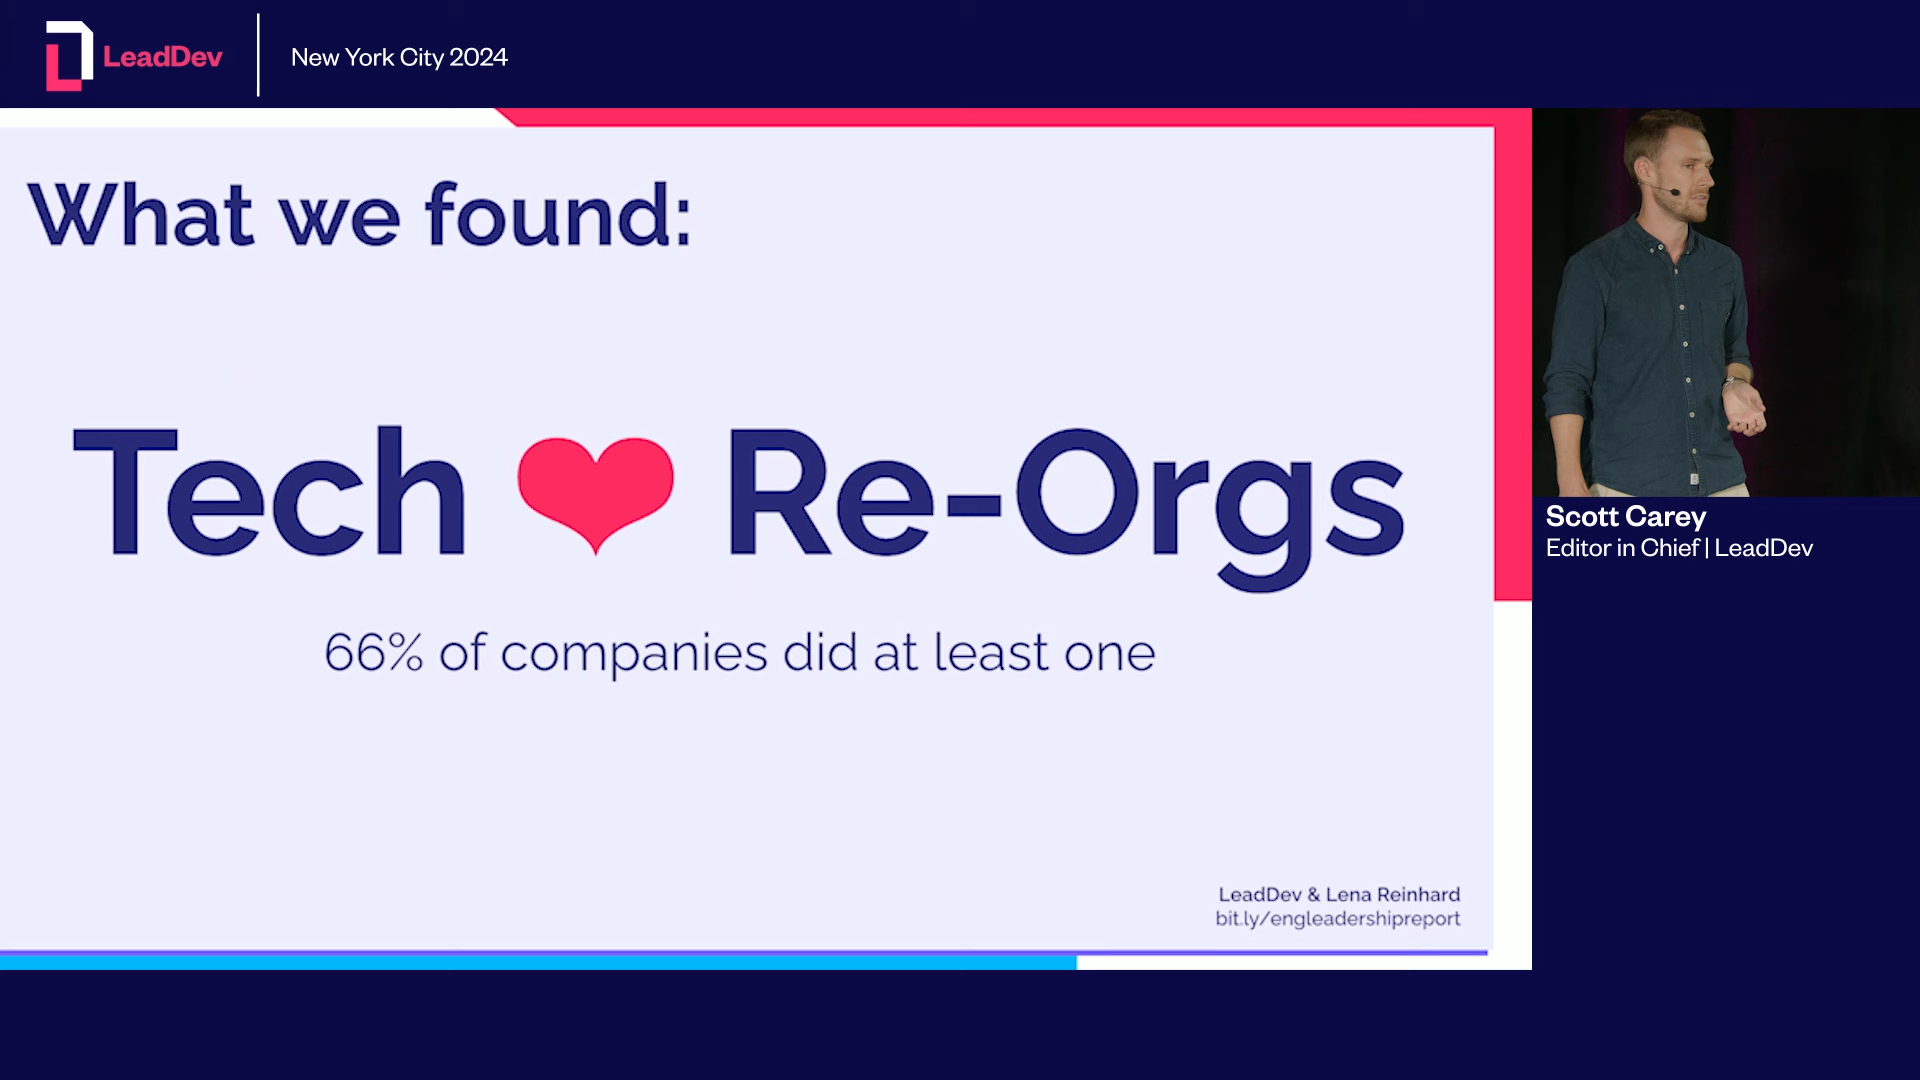 LeadDev
New York City 2024
What we found:
Tech ❤ Re-Orgs
66% of companies did at least one
LeadDev & Lena Reinhard
bit.ly/engleadershipreport
Scott Carey
Editor in Chief | LeadDev